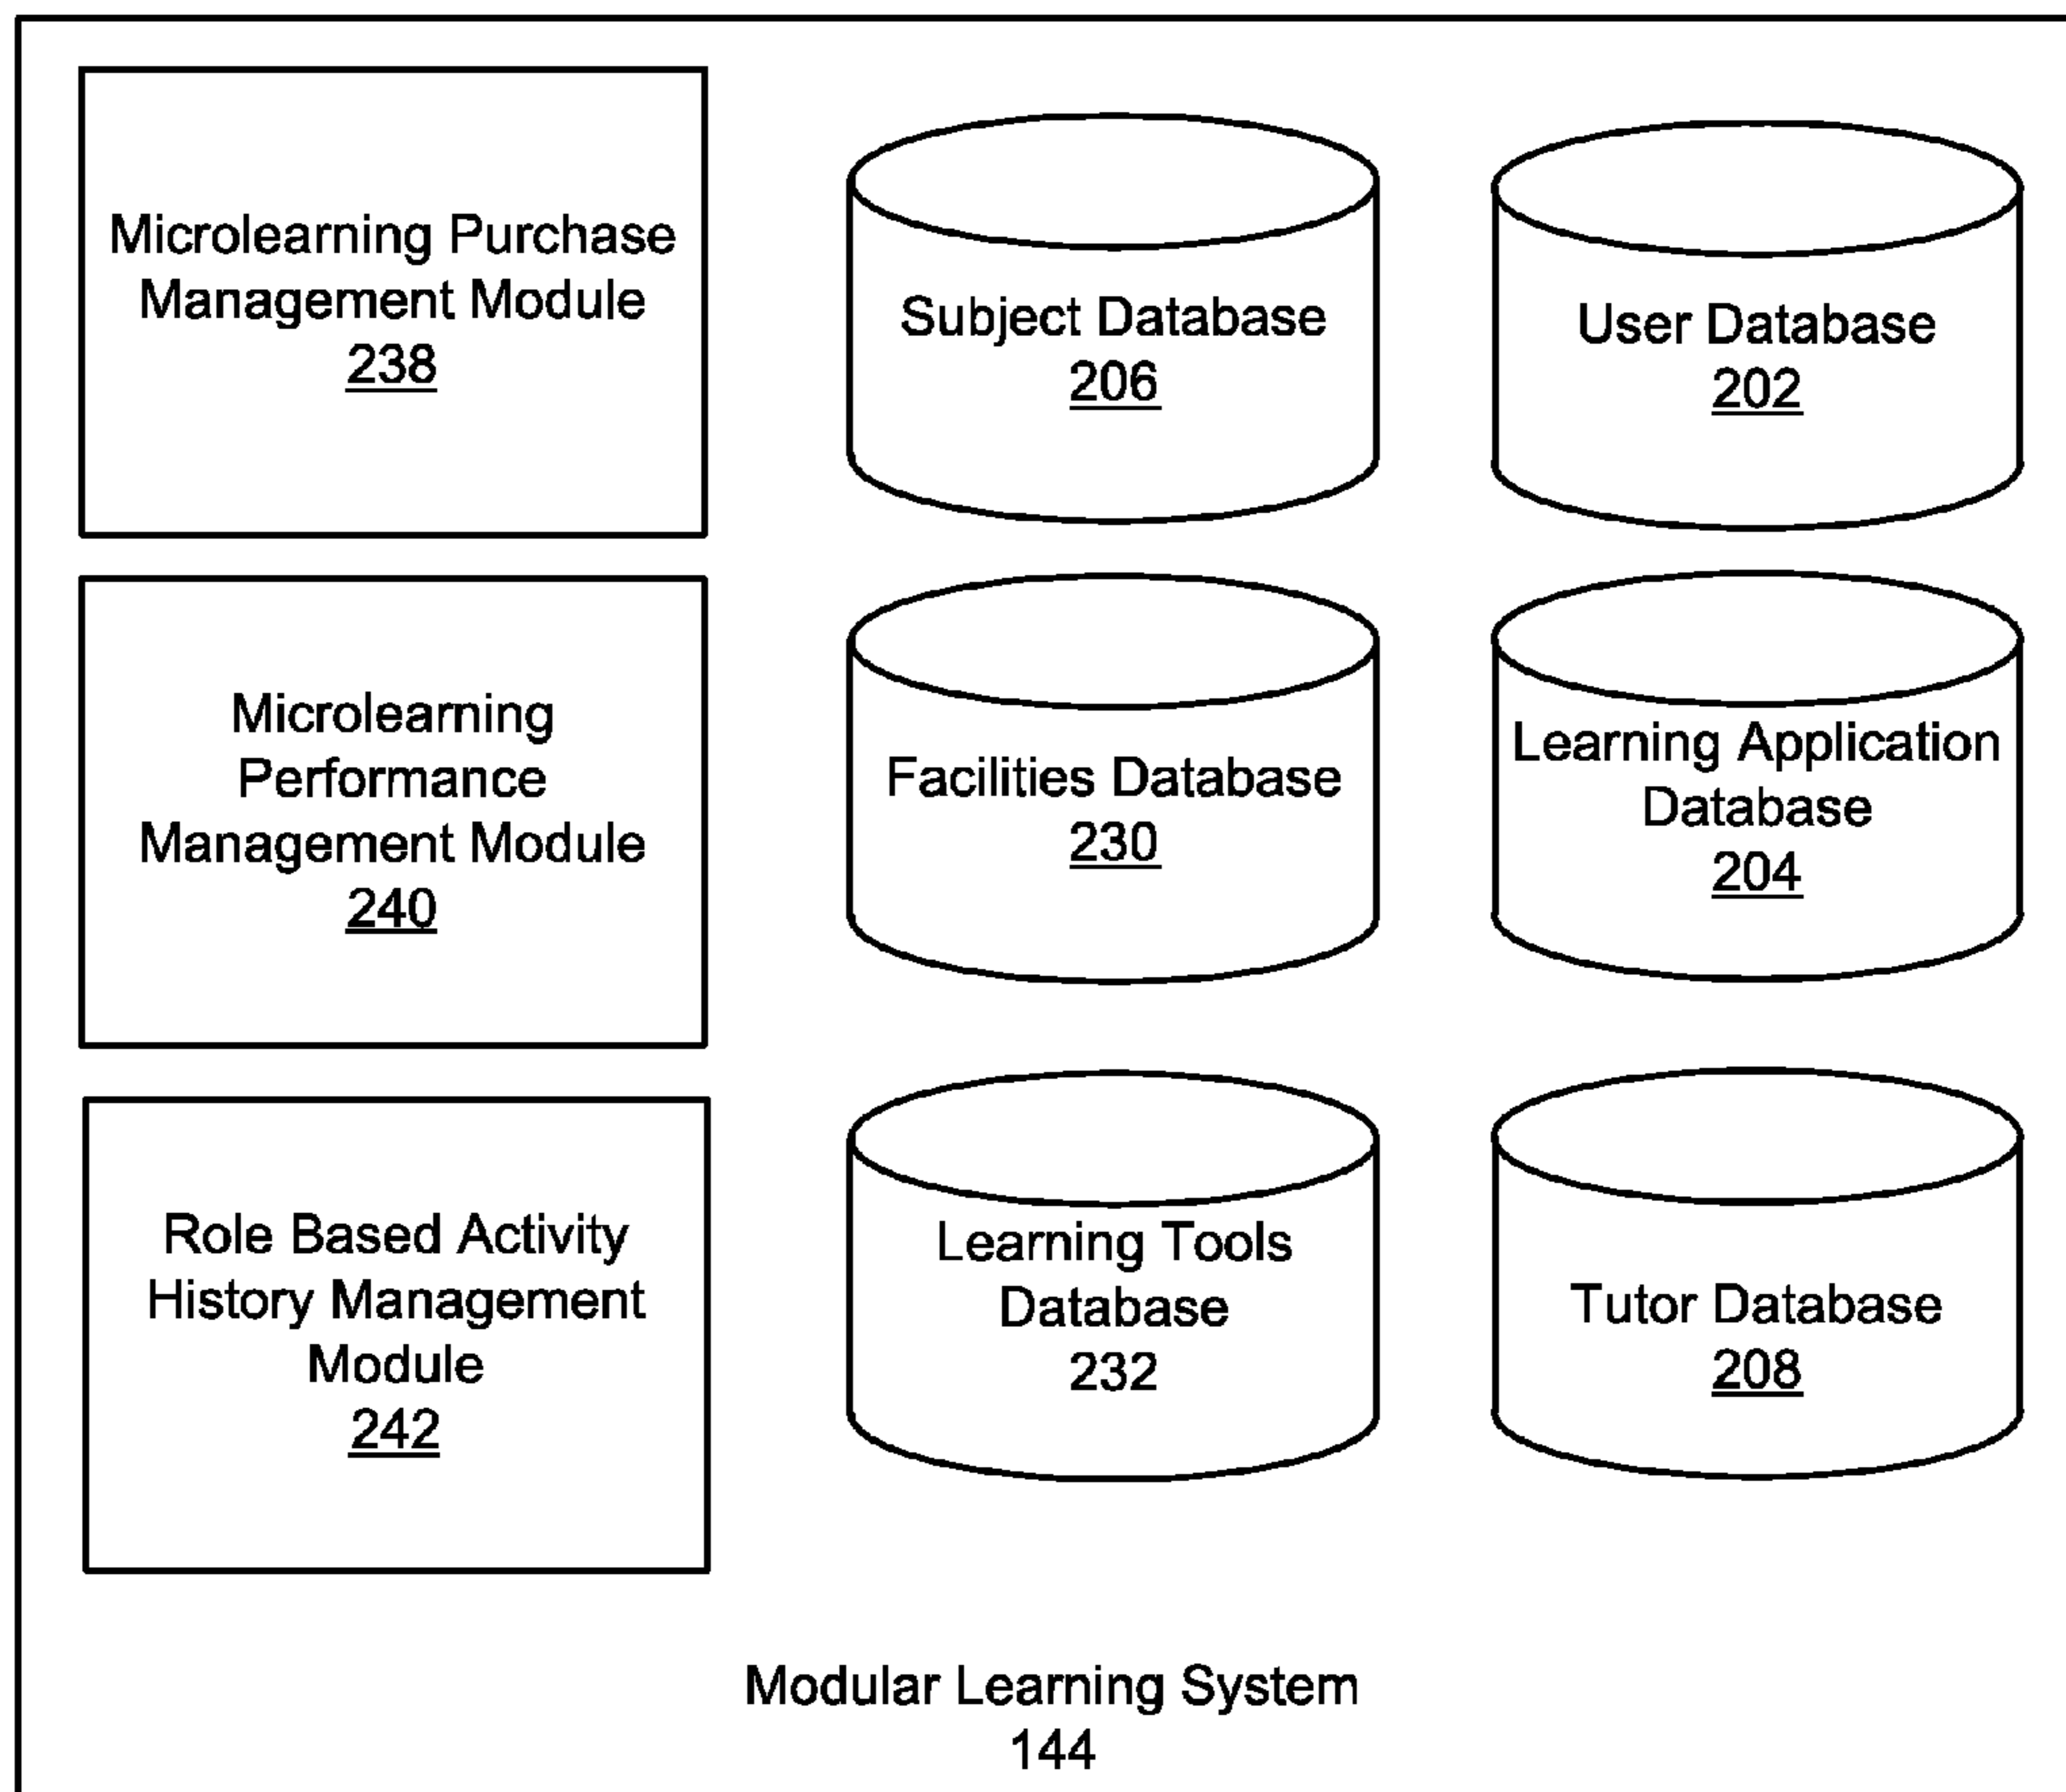 Microlearning Purchase
Management Module
238
Subject Database
206
User Database
202
Microlearning
Performance
Management Module
240
Facilities Database
230
Learning Application
Database
204
Role Based Activity
History Management
Module
242
Learning Tools
Database
232
Tutor Database
208
Modular Learning System
144